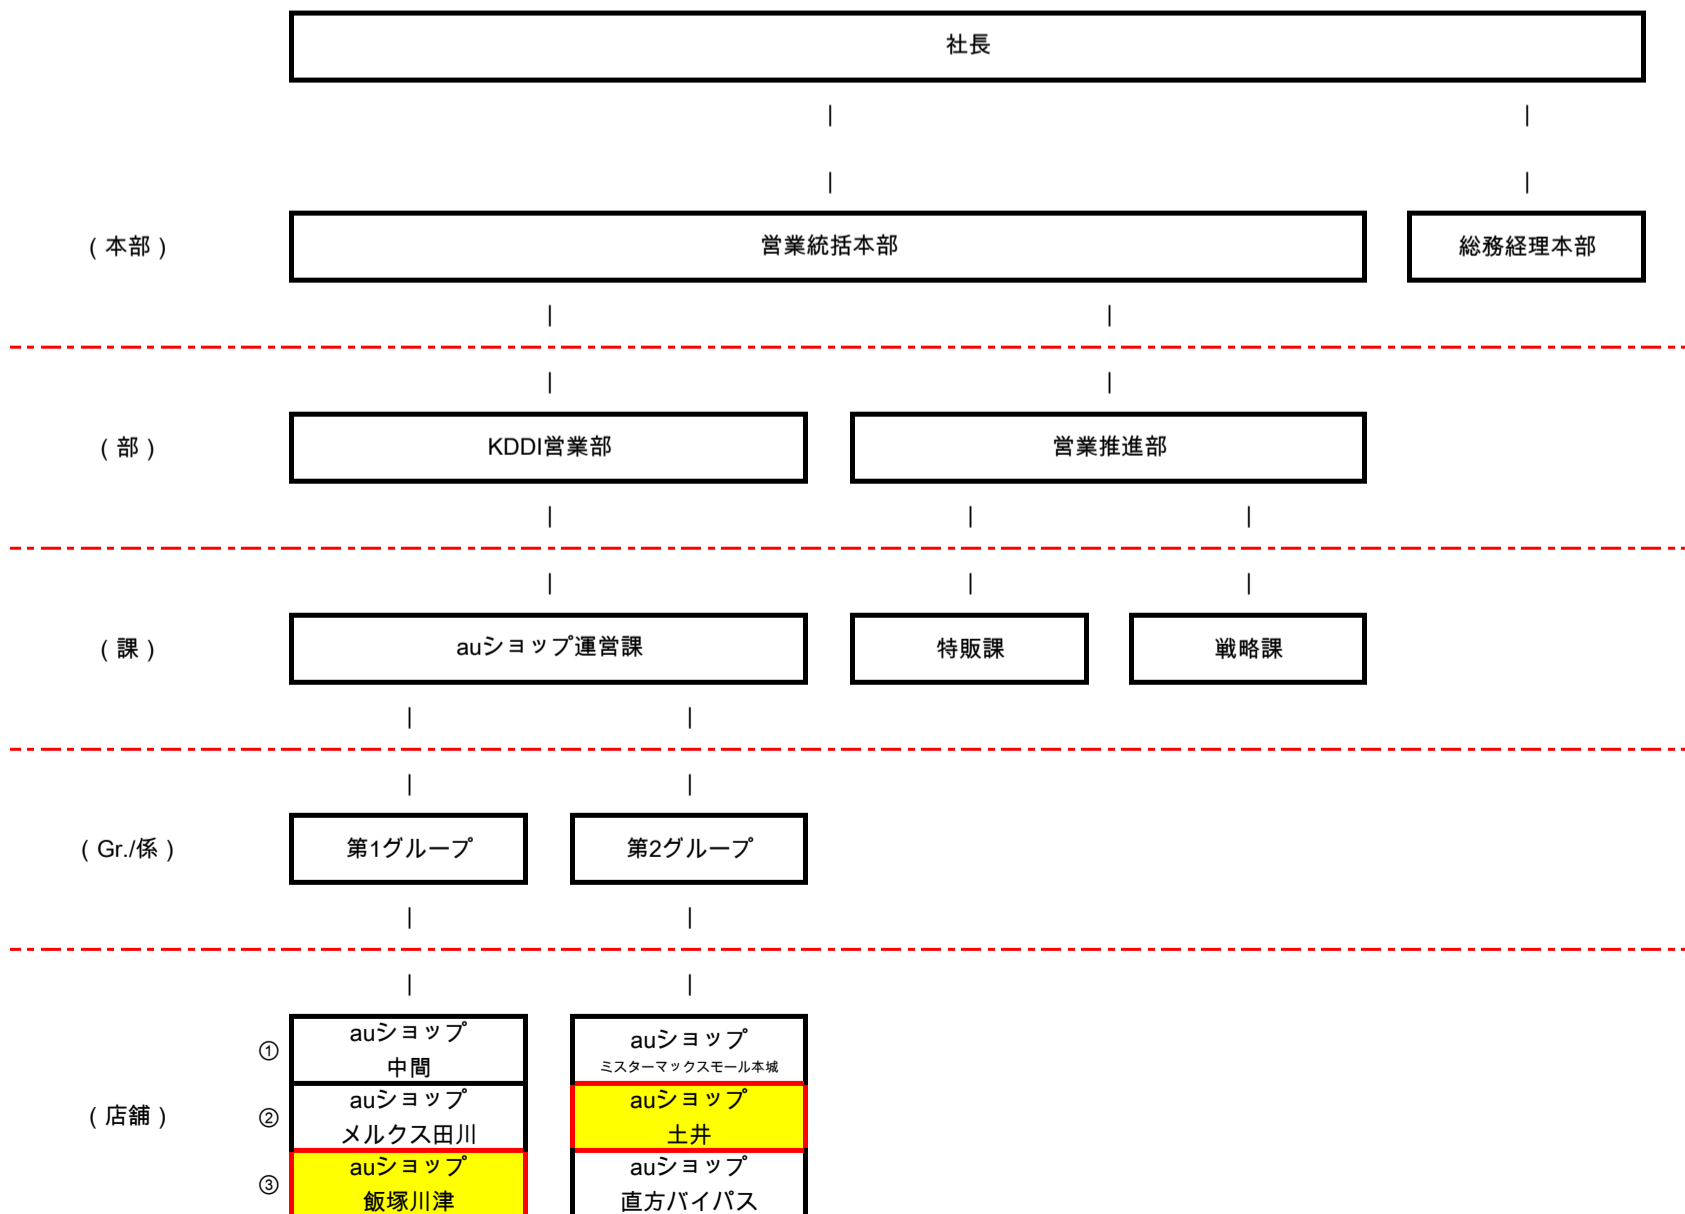 社長
(本部)
営業統括本部
総務経理本部
(部)
KDDI営業部
営業推進部
(課)
auショップ運営課
特販課
戦略課
(Gr./係)
第1グループ
第2グループ
(店舗)
①
auショップ
中間
auショップ
ミスターマックスモール本城
②
auショップ
メルクス田川
auショップ
土井
③
auショップ
飯塚川津
auショップ
直方バイパス